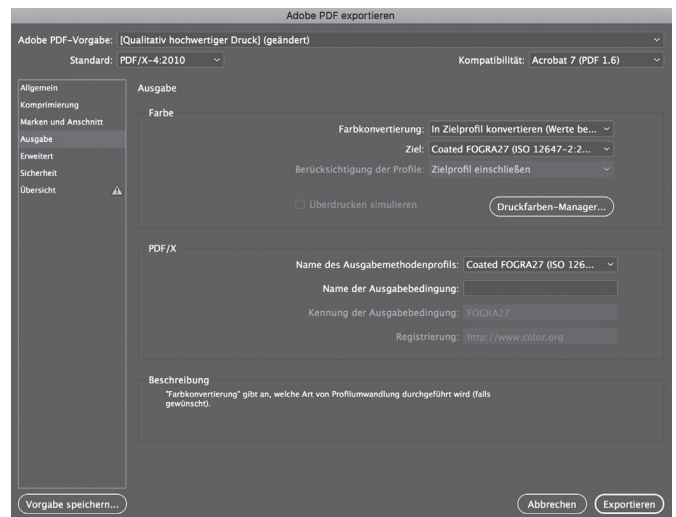 Adobe PDF exportieren
Adobe PDF-Vorgabe: [Qualitativ hochwertiger Druck] (geändert)
Standard: PDF/X-4:2010 Kompatibilität: Acrobat 7 (PDF 1.6)
Allgemein
Komprimierung
Marken und Anschnitt
Ausgabe
Erweitert
Sicherheit
Übersicht
Ausgabe
Farbe
Farbkonvertierung: In Zielprofil konvertieren (Werte be...
Ziel: Coated FOGRA27 (ISO 12647-2:2...
Berücksichtigung der Profile: Zielprofil einschließen
Überdrucken simulieren Druckfarben-Manager...
PDF/X
Name des Ausgabemethodenprofils: Coated FOGRA27 (ISO 126...
Name der Ausgabebedingung:
Kennung der Ausgabebedingung: FOGRA27
Registrierung: http://www.color.org
Beschreibung
"Farbkonvertierung" gibt an, welche Art von Profilumwandlung durchgeführt wird (falls
gewünscht).
Vorgabe speichern... Abbrechen Exportieren